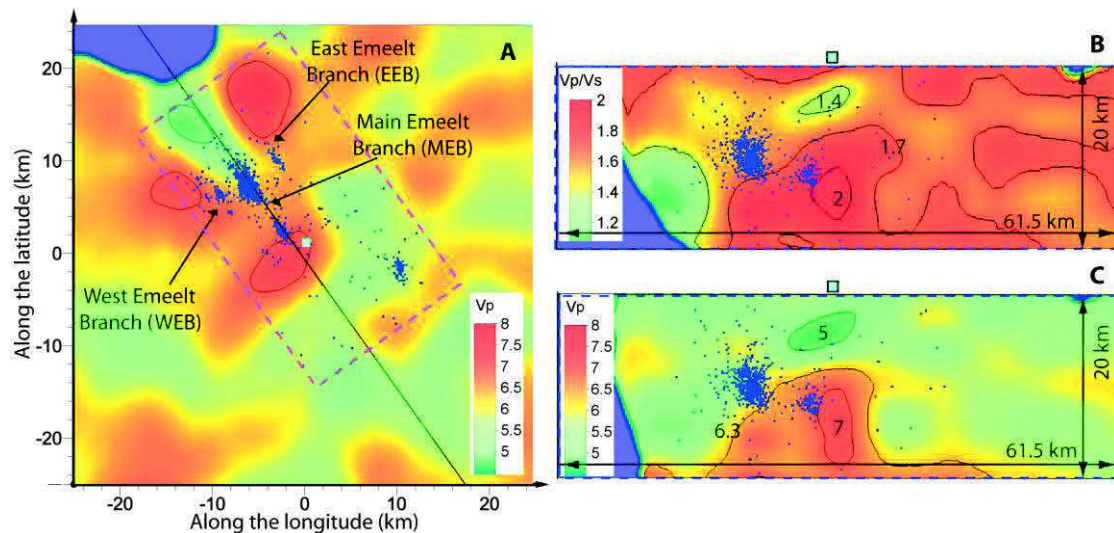 A
East Emeelt
Branch (EEB)
Main Emeelt
Branch (MEB)
West Emeelt
Branch (WEB)
Along the latitude (km)
20
10
0
-10
-20
-20
-10
0
10
20
Along the longitude (km)
Vp
8
7.5
7
6.5
6
5.5
5
B
Vp/Vs
2
1.8
1.6
1.4
1.2
1.4
1.7
2
20 km
61.5 km
C
Vp
8
7.5
7
6.5
6
5.5
5
5
6.3
7
20 km
61.5 km